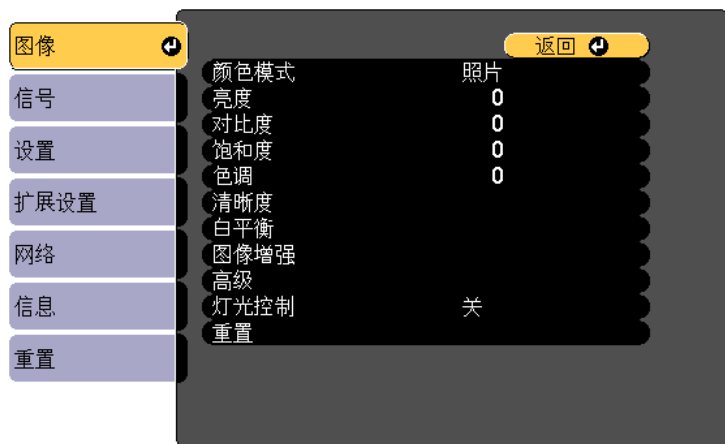 图像
信号
设置
扩展设置
网络
信息
重置
返回
颜色模式 照片
亮度 0
对比度 0
饱和度 0
色调 0
清晰度
白平衡
图像增强
高级
灯光控制 关
重置